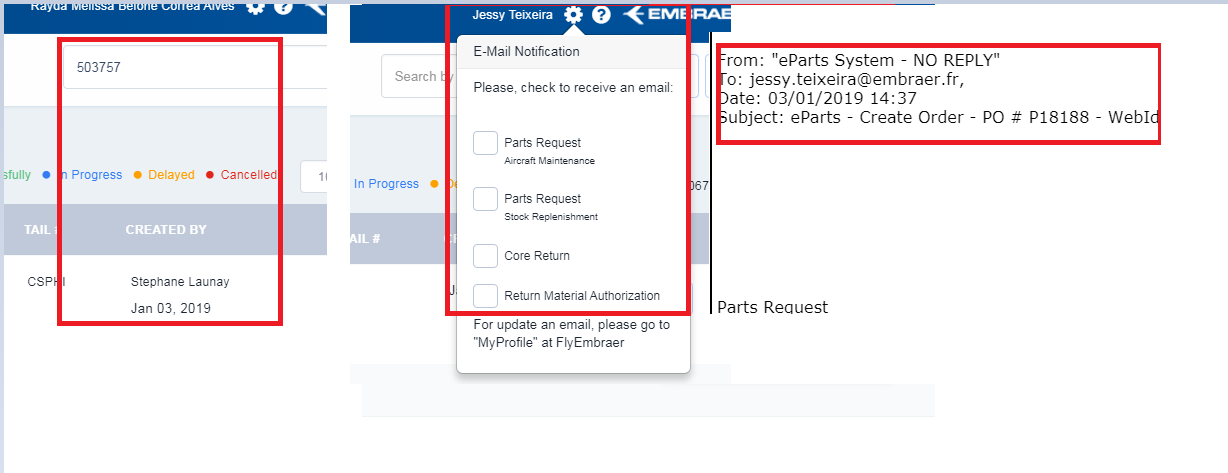 Rayda Melissa Belone Correa Alves
503757
sfully In Progress Delayed Cancelled 10
TAIL # CREATED BY
CSPHI Stephane Launay
Jan 03, 2019
Jessy Teixeira EMBRAE
E-Mail Notification
Search by
Please, check to receive an email:
Parts Request
Aircraft Maintenance
In Progress De 067
Parts Request
Stock Replenishment
AIL # C
Core Return
Ja Return Material Authorization
For update an email, please go to
"MyProfile" at FlyEmbraer
From: "eParts System - NO REPLY"
To: jessy.teixeira@embraer.fr,
Date: 03/01/2019 14:37
Subject: eParts - Create Order - PO # P18188 - WebId
Parts Request